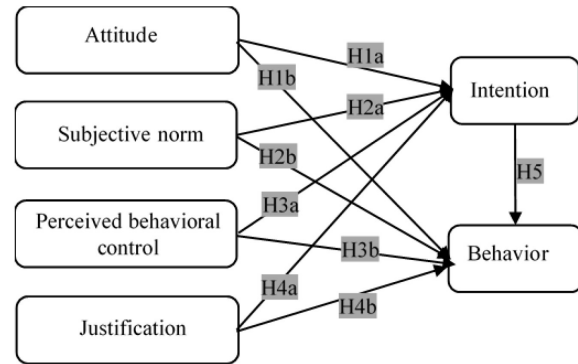 Attitude
H1a
H1b
Intention
Subjective norm
H2a
H2b
H5
Perceived behavioral
control
H3a
H3b
Behavior
Justification
H4a
H4b